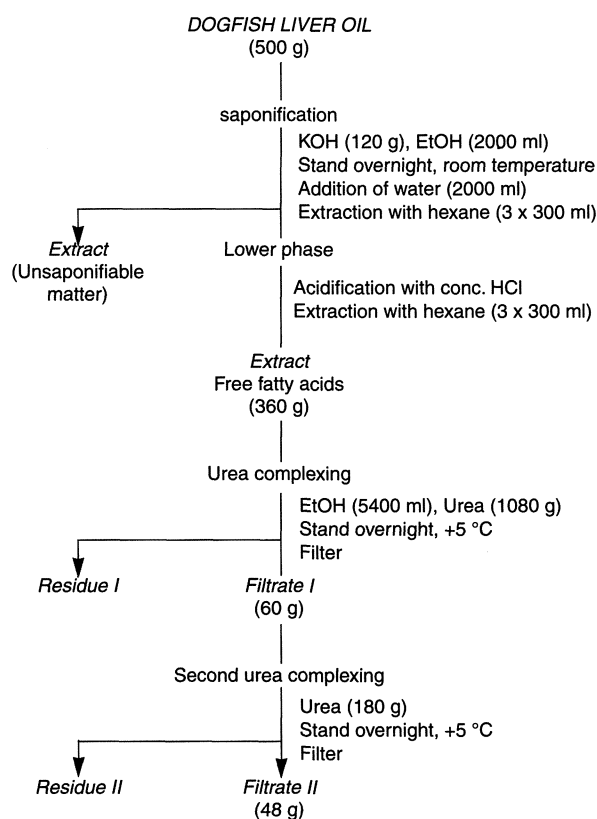 DOGFISH LIVER OIL
(500 g)
saponification
KOH (120 g), EtOH (2000 ml)
Stand overnight, room temperature
Addition of water (2000 ml)
Extraction with hexane (3 x 300 ml)
Extract
(Unsaponifiable
matter)
Lower phase
Acidification with conc. HCl
Extraction with hexane (3 x 300 ml)
Extract
Free fatty acids
(360 g)
Urea complexing
EtOH (5400 ml), Urea (1080 g)
Stand overnight, +5 °C
Filter
Residue I
Filtrate I
(60 g)
Second urea complexing
Urea (180 g)
Stand overnight, +5 °C
Filter
Residue II
Filtrate II
(48 g)